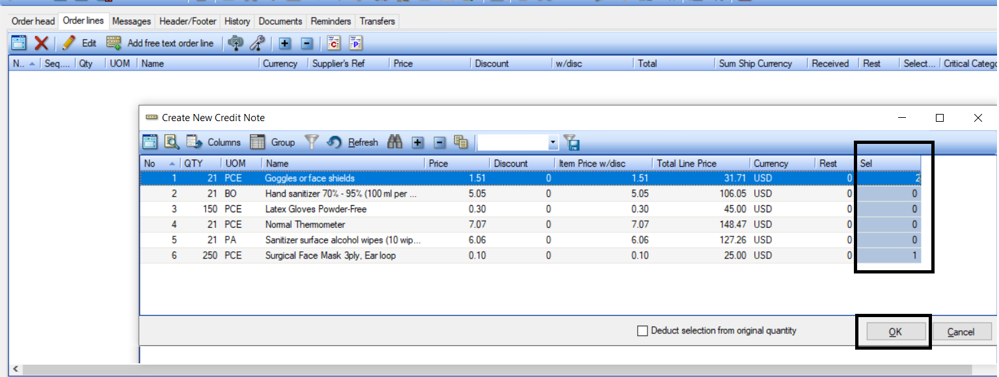 Order head Order lines Messages Header/Footer History Documents Reminders Transfers
Edit Add free text order line
N.. Seq.... Qty UOM Name Currency Supplier's Ref Price Discount w/disc Total Sum Ship Currency Received Rest Select... Critical Catego
Create New Credit Note
Columns Group Refresh
No QTY UOM Name Price Discount Item Price w/disc Total Line Price Currency Rest Sel
1 21 PCE Goggles or face shields 1.51 0 1.51 31.71 USD 0 2
2 21 BO Hand sanitizer 70% - 95% (100 ml per ... 5.05 0 5.05 106.05 USD 0 0
3 150 PCE Latex Gloves Powder-Free 0.30 0 0.30 45.00 USD 0 0
4 21 PCE Normal Thermometer 7.07 0 7.07 148.47 USD 0 0
5 21 PA Sanitizer surface alcohol wipes (10 wip... 6.06 0 6.06 127.26 USD 0 0
6 250 PCE Surgical Face Mask 3ply, Ear loop 0.10 0 0.10 25.00 USD 0 1
Deduct selection from original quantity OK Cancel